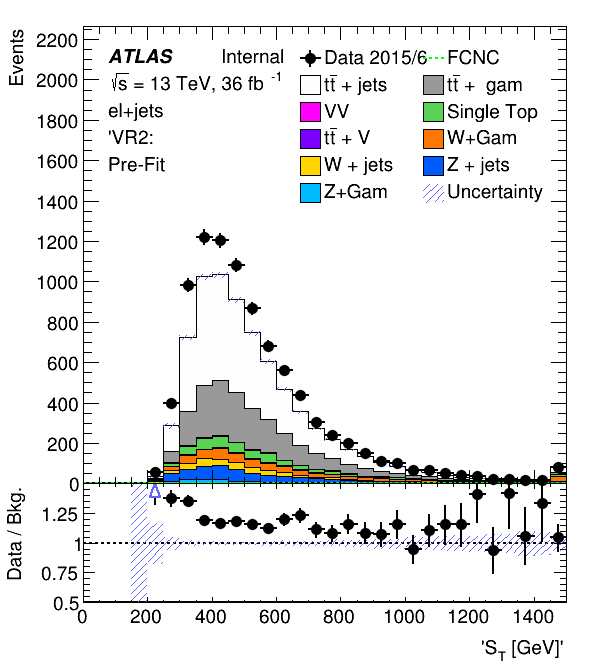 Events
2200
2000
1800
1600
1400
1200
1000
800
600
400
200
0
ATLAS Internal
√s = 13 TeV, 36 fb -1
el+jets
'VR2:
Pre-Fit
Data 2015/6
FCNC
tt̄ + jets
tt̄ + gam
VV
Single Top
tt̄ + V
W+Gam
W + jets
Z + jets
Z+Gam
Uncertainty
Data / Bkg.
1.25
1
0.75
0.5
0 200 400 600 800 1000 1200 1400
'S_T [GeV]'